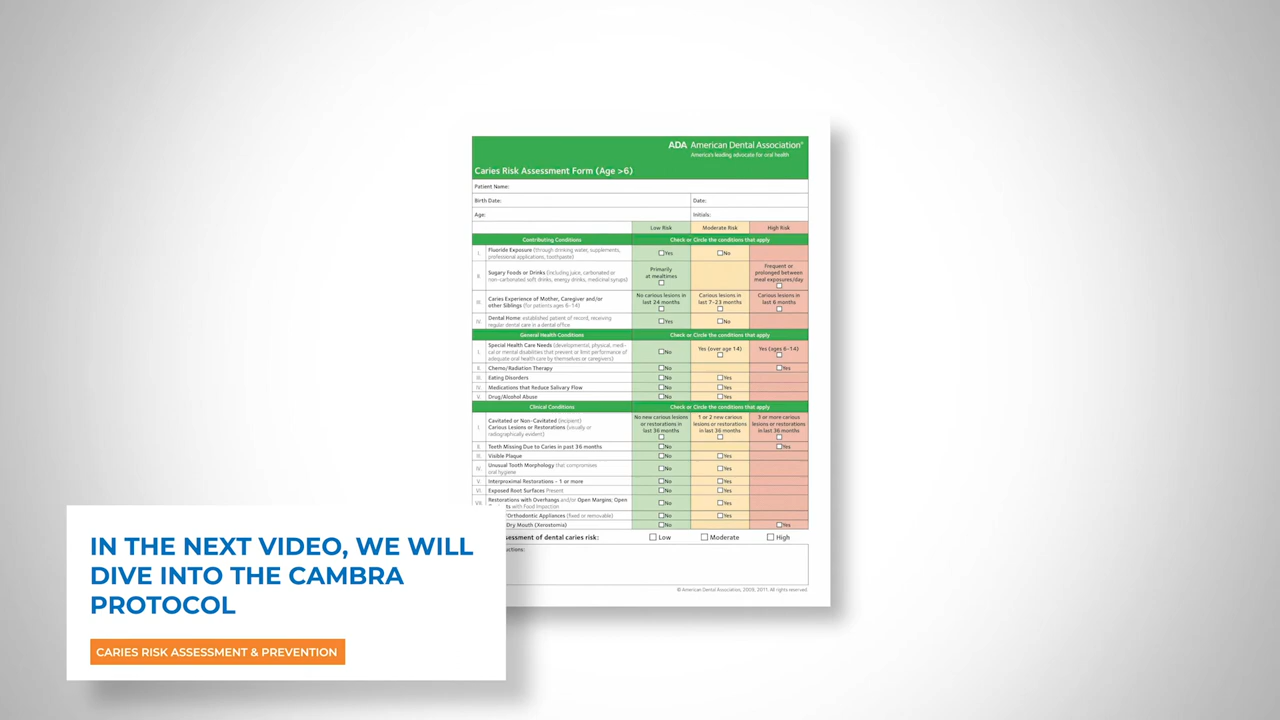 ADA American Dental Association®
America's leading advocate for oral health
Caries Risk Assessment Form (Age >6)
Patient Name:
Birth Date: Date:
Age: Initials:
Low Risk Moderate Risk High Risk
Contributing Conditions Check or Circle the conditions that apply
I. Fluoride Exposure (through drinking water, supplements,
professional applications, toothpaste) Yes No
II. Sugary Foods or Drinks (including juice, carbonated or
non-carbonated soft drinks, energy drinks, medicinal syrups)
Primarily
at mealtimes
Frequent or
prolonged between
meal exposures/day
III. Caries Experience of Mother, Caregiver and/or
other Siblings (for patients ages 6-14)
No carious lesions in
last 24 months
Carious lesions in
last 7-23 months
Carious lesions in
last 6 months
IV. Dental Home: established patient of record, receiving
regular dental care in a dental office Yes No
General Health Conditions Check or Circle the conditions that apply
I. Special Health Care Needs (developmental, physical, medi-
cal or mental disabilities that prevent or limit performance of
adequate oral health care by themselves or caregivers)
No Yes (over age 14) Yes (ages 6-14)
II. Chemo/Radiation Therapy No Yes
III. Eating Disorders No Yes
IV. Medications that Reduce Salivary Flow No Yes
V. Drug/Alcohol Abuse No Yes
Clinical Conditions Check or Circle the conditions that apply
I. Cavitated or Non-Cavitated (incipient)
Carious Lesions or Restorations (visually or
radiographically evident)
No new carious lesions
or restorations in
last 36 months
1 or 2 new carious
lesions or restorations
in last 36 months
3 or more carious
lesions or restorations
in last 36 months
II. Teeth Missing Due to Caries in past 36 months No Yes
III. Visible Plaque No Yes
IV. Unusual Tooth Morphology that compromises
oral hygiene No Yes
V. Interproximal Restorations - 1 or more No Yes
VI. Exposed Root Surfaces Present No Yes
VII. Restorations with Overhangs and/or Open Margins; Open
ts with Food Impaction No Yes
/Orthodontic Appliances (fixed or removable) No Yes
Dry Mouth (Xerostomia) No Yes
sessment of dental caries risk: Low Moderate High
uctions:
© American Dental Association, 2009, 2011. All rights reserved.
IN THE NEXT VIDEO, WE WILL
DIVE INTO THE CAMBRA
PROTOCOL
CARIES RISK ASSESSMENT & PREVENTION